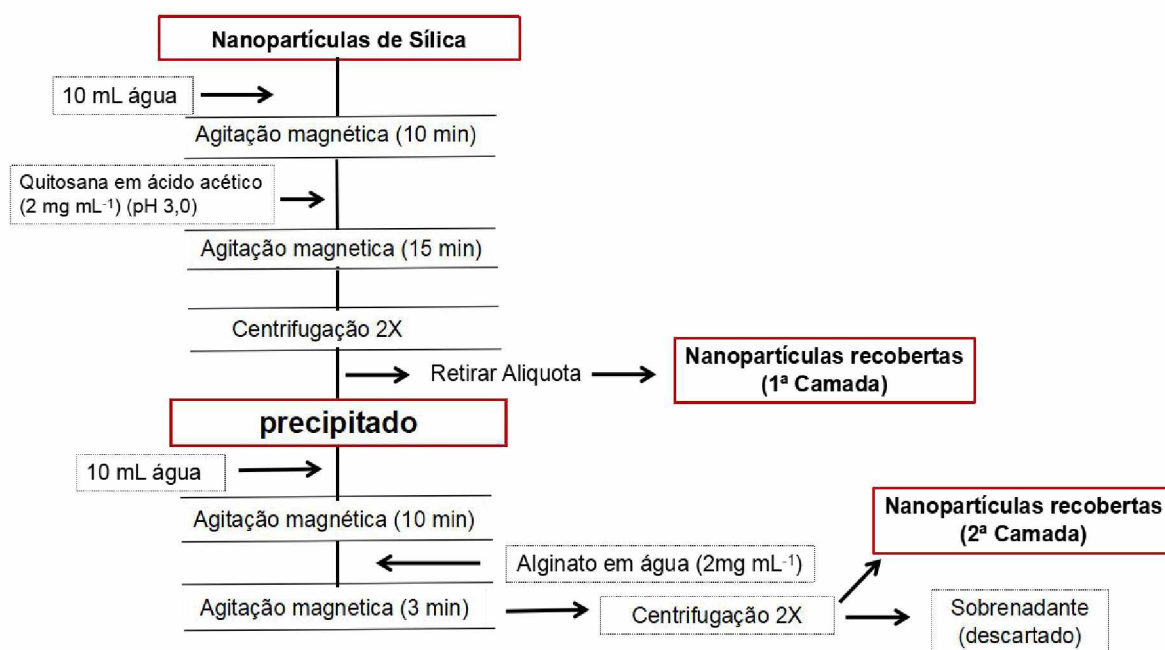 Nanopartículas de Sílica
10 mL água
Agitação magnética (10 min)
Quitosana em ácido acético
(2 mg mL⁻¹) (pH 3,0)
Agitação magnetica (15 min)
Centrifugação 2X
Retirar Aliquota
Nanopartículas recobertas
(1ª Camada)
precipitado
10 mL água
Agitação magnética (10 min)
Alginato em água (2mg mL⁻¹)
Agitação magnetica (3 min)
Centrifugação 2X
Nanopartículas recobertas
(2ª Camada)
Sobrenadante
(descartado)